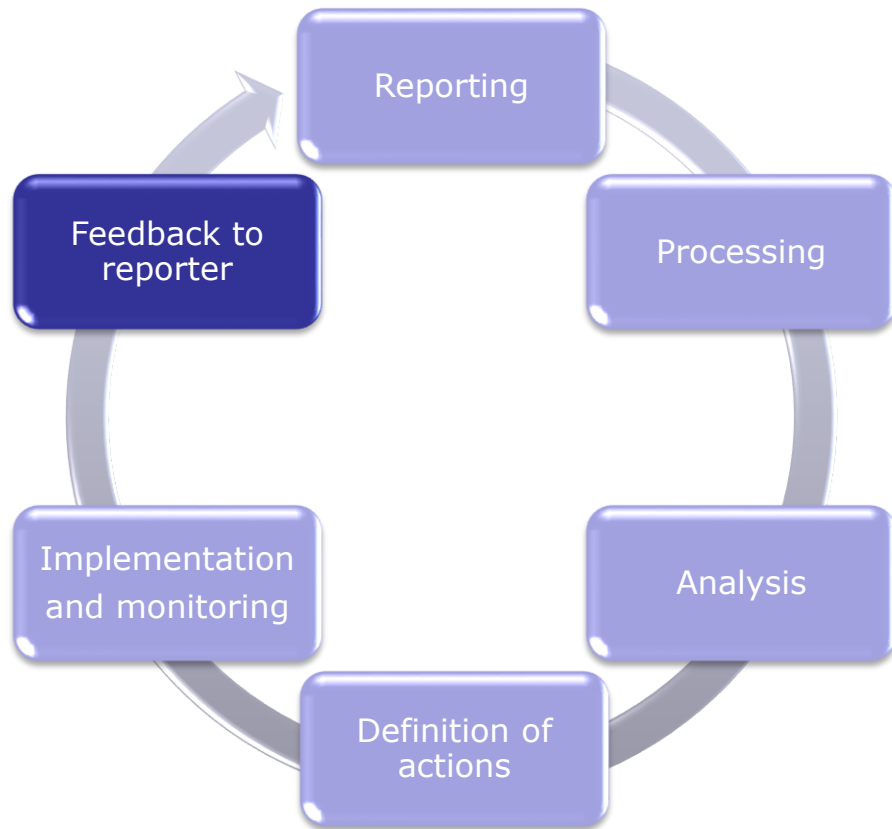 Reporting
Processing
Analysis
Definition of
actions
Implementation
and monitoring
Feedback to
reporter